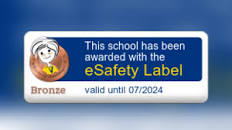 This school has been
awarded with the
eSafety Label
Bronze
valid until 07/2024